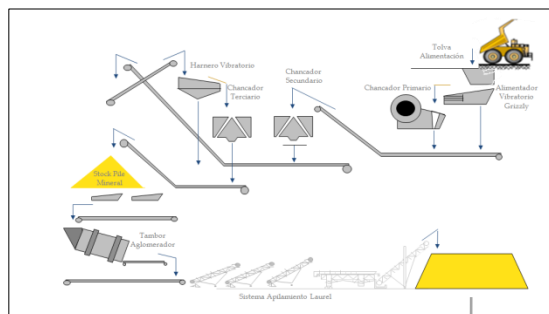 Tolva
Alimentación
Harnero Vibratorio
Chancador
Secundario
Chancador Primario
Alimentador
Vibratorio
Grizzly
Chancador
Terciario
Stock Pile
Mineral
Tambor
Aglomerador
Sistema Apilamiento Laurel